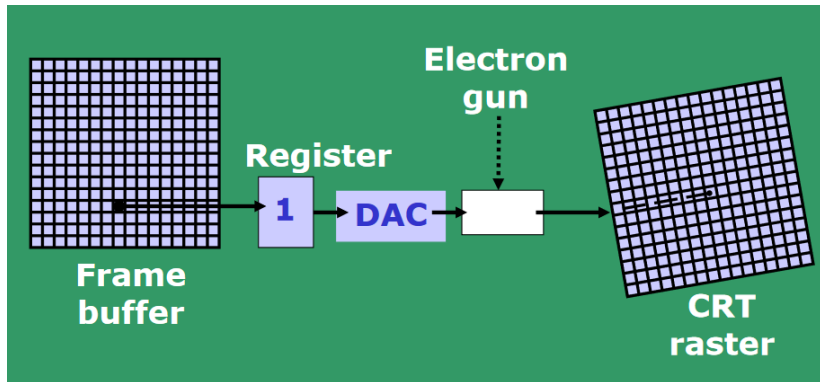 Electron
gun
Register
1
DAC
Frame
buffer
CRT
raster